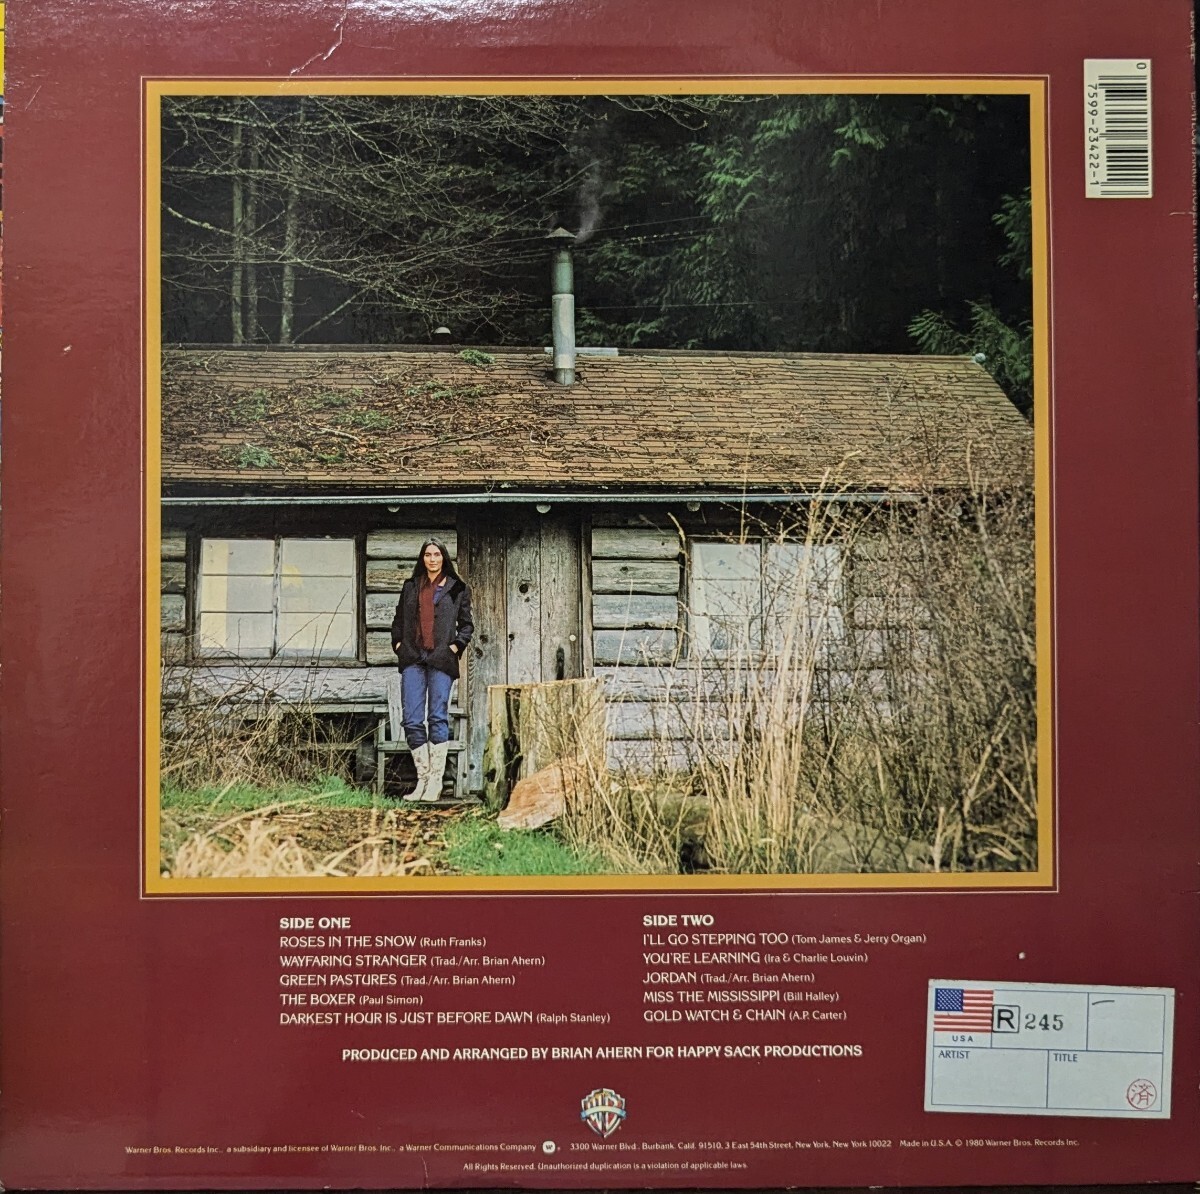 0
7599-23422-1
SIDE ONE
ROSES IN THE SNOW (Ruth Franks)
WAYFARING STRANGER (Trad./Arr. Brian Ahern)
GREEN PASTURES (Trad./Arr. Brian Ahern)
THE BOXER (Paul Simon)
DARKEST HOUR IS JUST BEFORE DAWN (Ralph Stanley)
SIDE TWO
I'LL GO STEPPING TOO (Tom James & Jerry Organ)
YOU'RE LEARNING (Ira & Charlie Louvin)
JORDAN (Trad./Arr. Brian Ahern)
MISS THE MISSISSIPPI (Bill Halley)
GOLD WATCH & CHAIN (A.P. Carter)
PRODUCED AND ARRANGED BY BRIAN AHERN FOR HAPPY SACK PRODUCTIONS
R 245
USA
ARTIST
TITLE
済
Warner Bros. Records Inc., a subsidiary and licensee of Warner Bros. Inc., a Warner Communications Company 3300 Warner Blvd., Burbank, Calif. 91510, 3 East 54th Street, New York, New York 10022 Made in U.S.A. © 1980 Warner Bros. Records Inc.
All Rights Reserved. Unauthorized duplication is a violation of applicable laws.